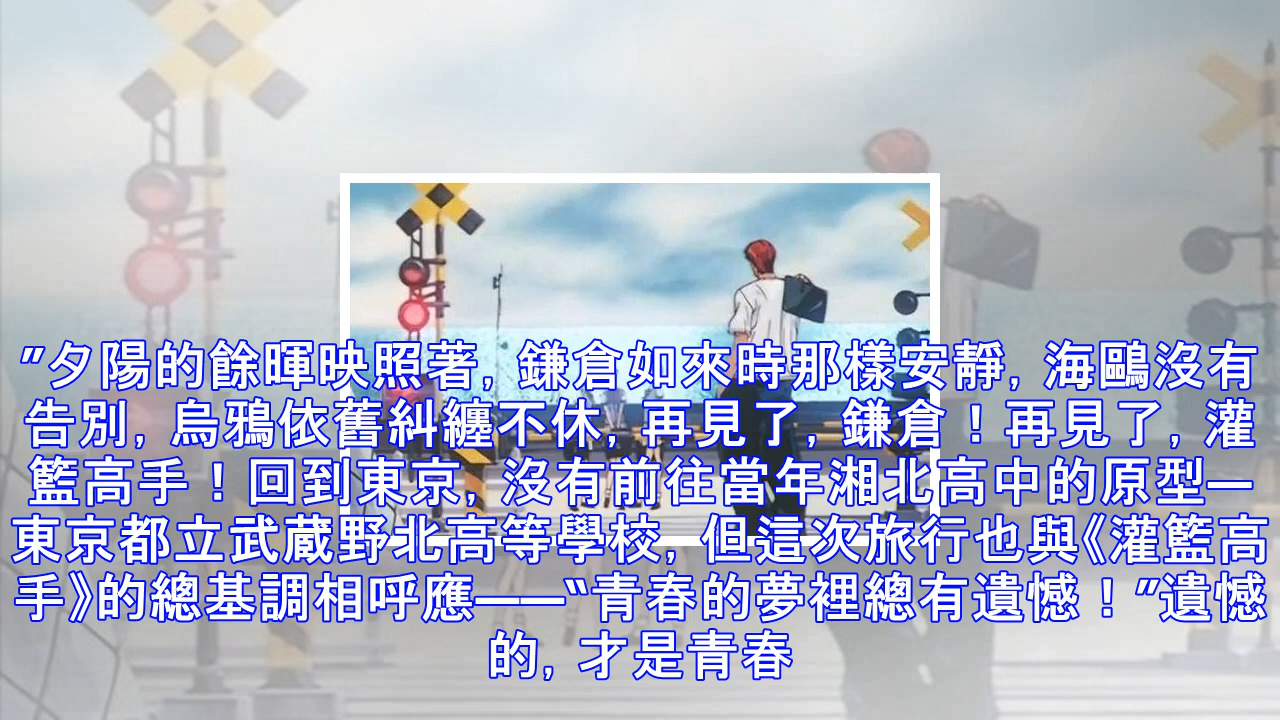 ”夕陽的餘暉映照著, 鎌倉如來時那樣安靜, 海鷗沒有
告別, 烏鴉依舊糾纏不休, 再見了, 鎌倉！再見了, 灌
籃高手！回到東京, 沒有前往當年湘北高中的原型—
東京都立武蔵野北高等學校, 但這次旅行也與《灌籃高
手》的總基調相呼應——“青春的夢裡總有遺憾！”遺憾
的, 才是青春